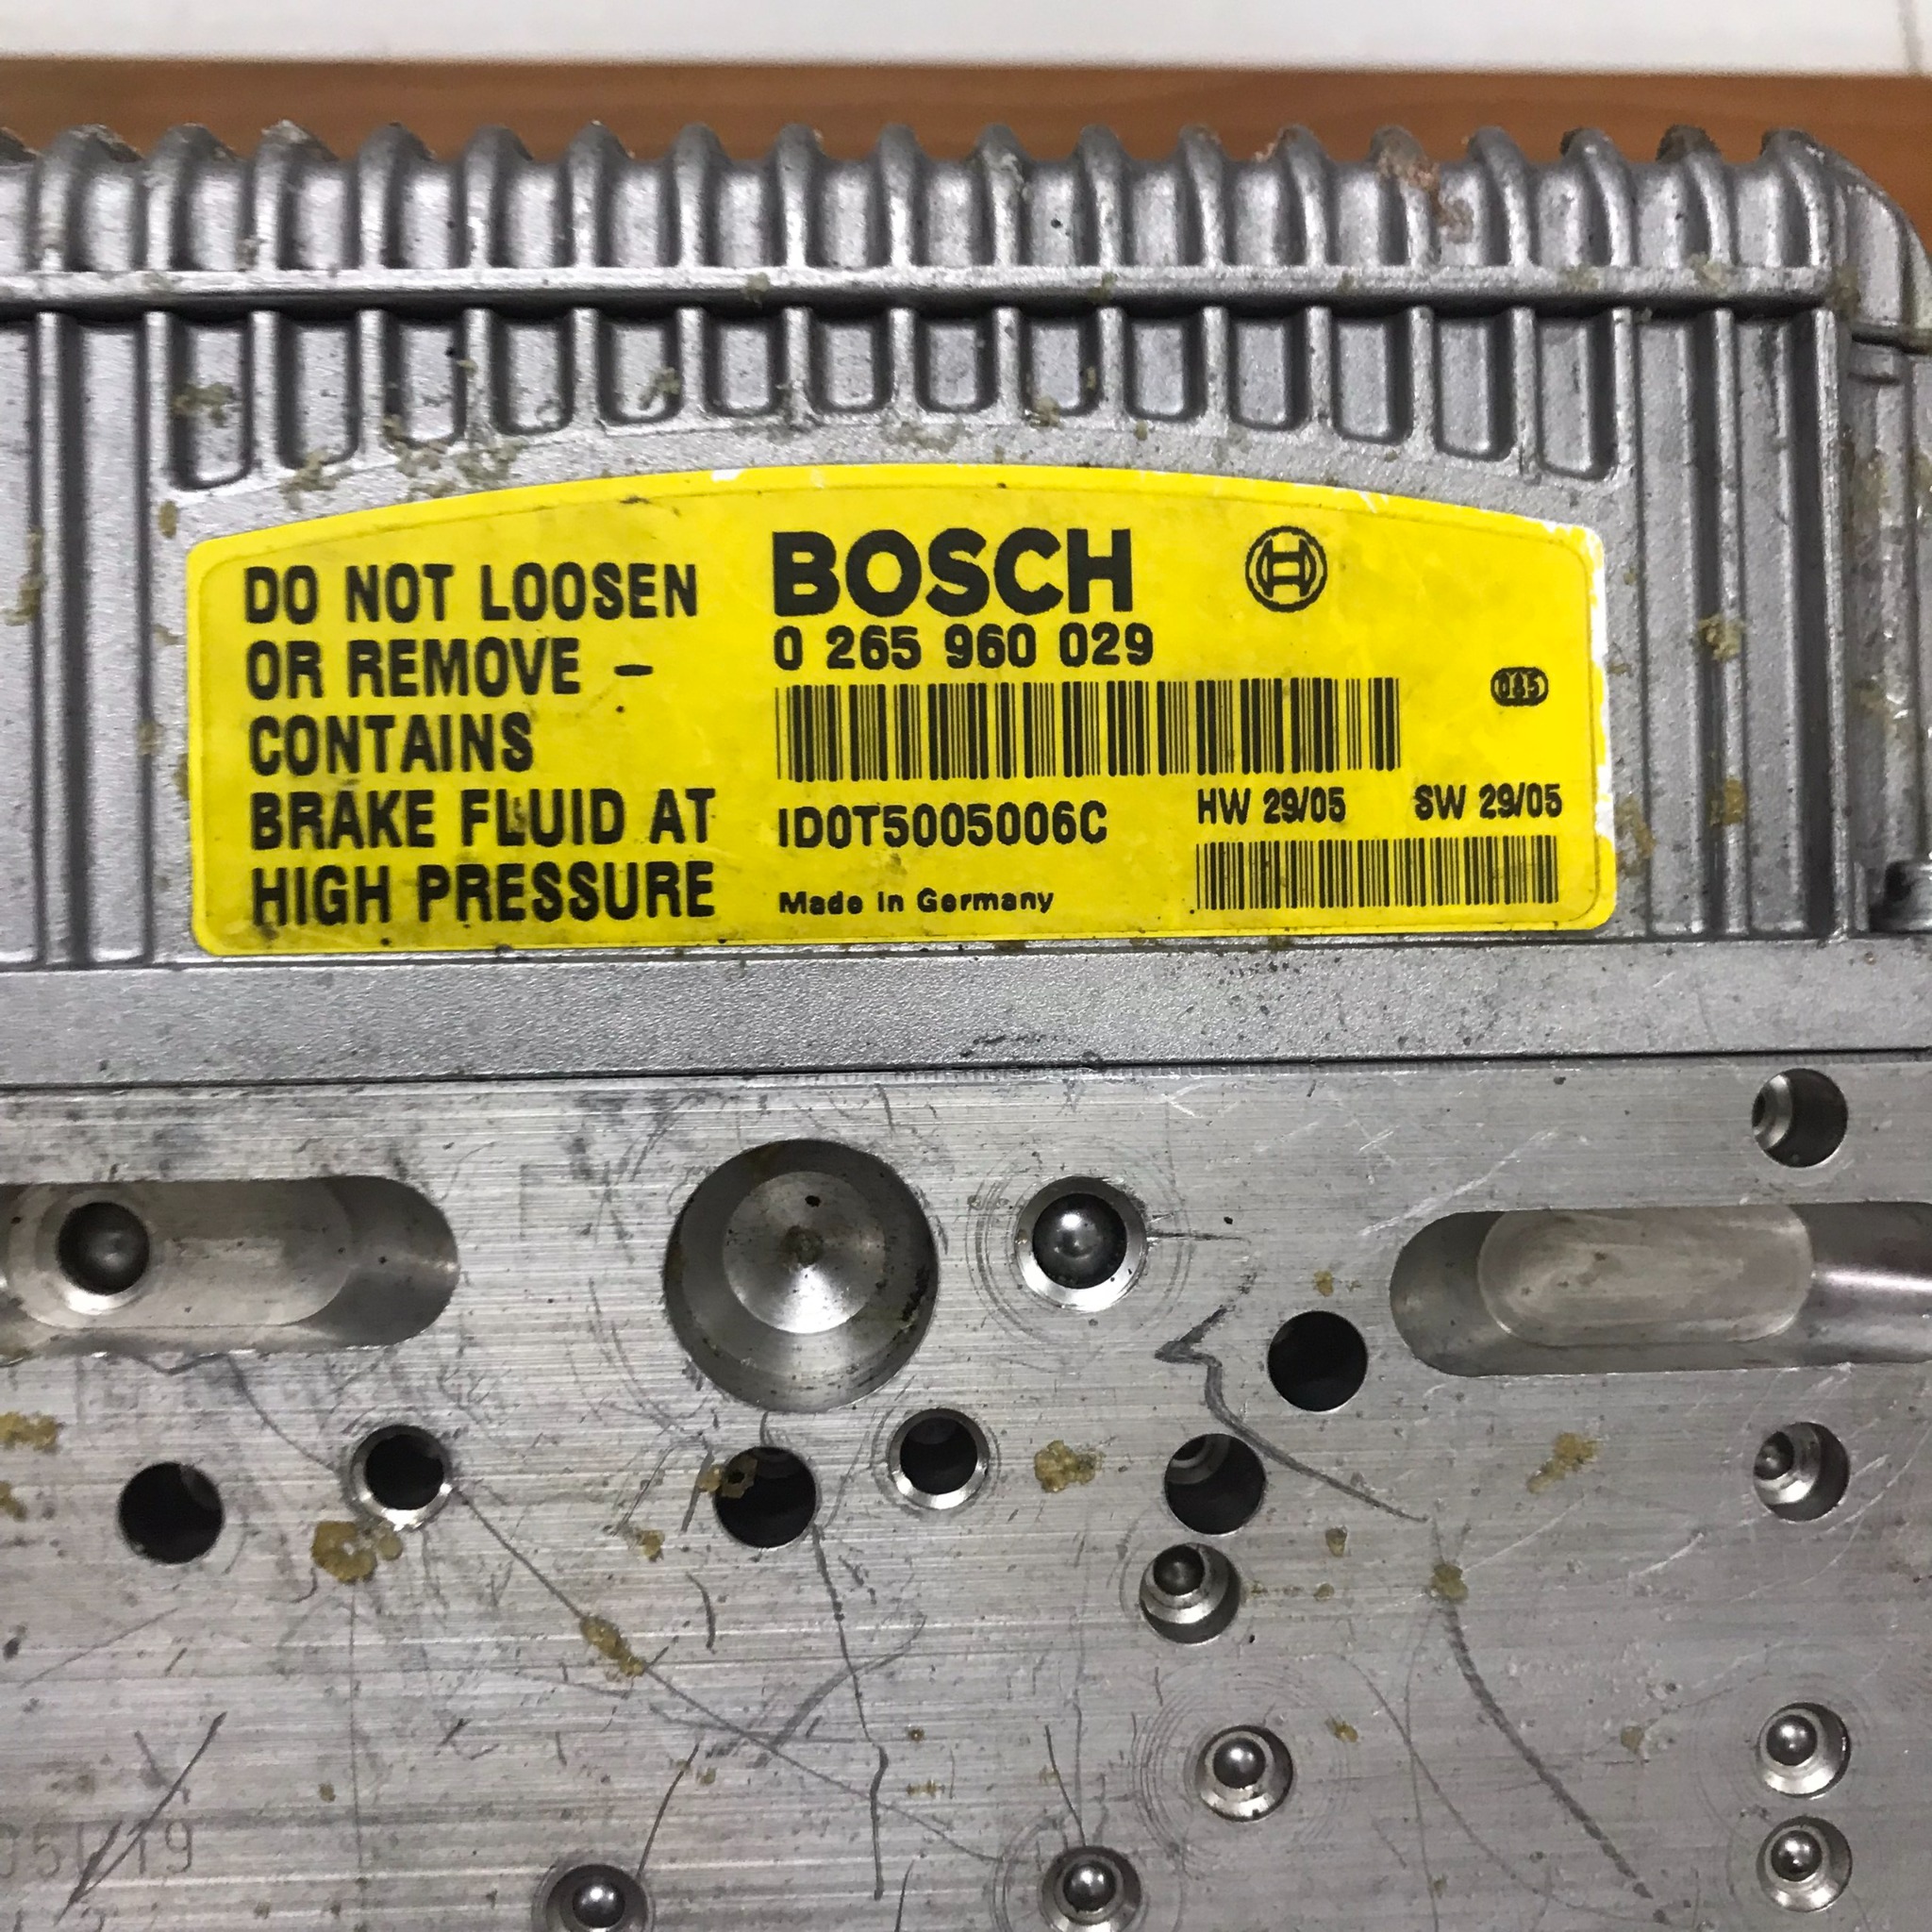 DO NOT LOOSEN
OR REMOVE -
CONTAINS
BRAKE FLUID AT
HIGH PRESSURE
BOSCH
0 265 960 029
085
ID0T5005006C
HW 29/05 SW 29/05
Made in Germany